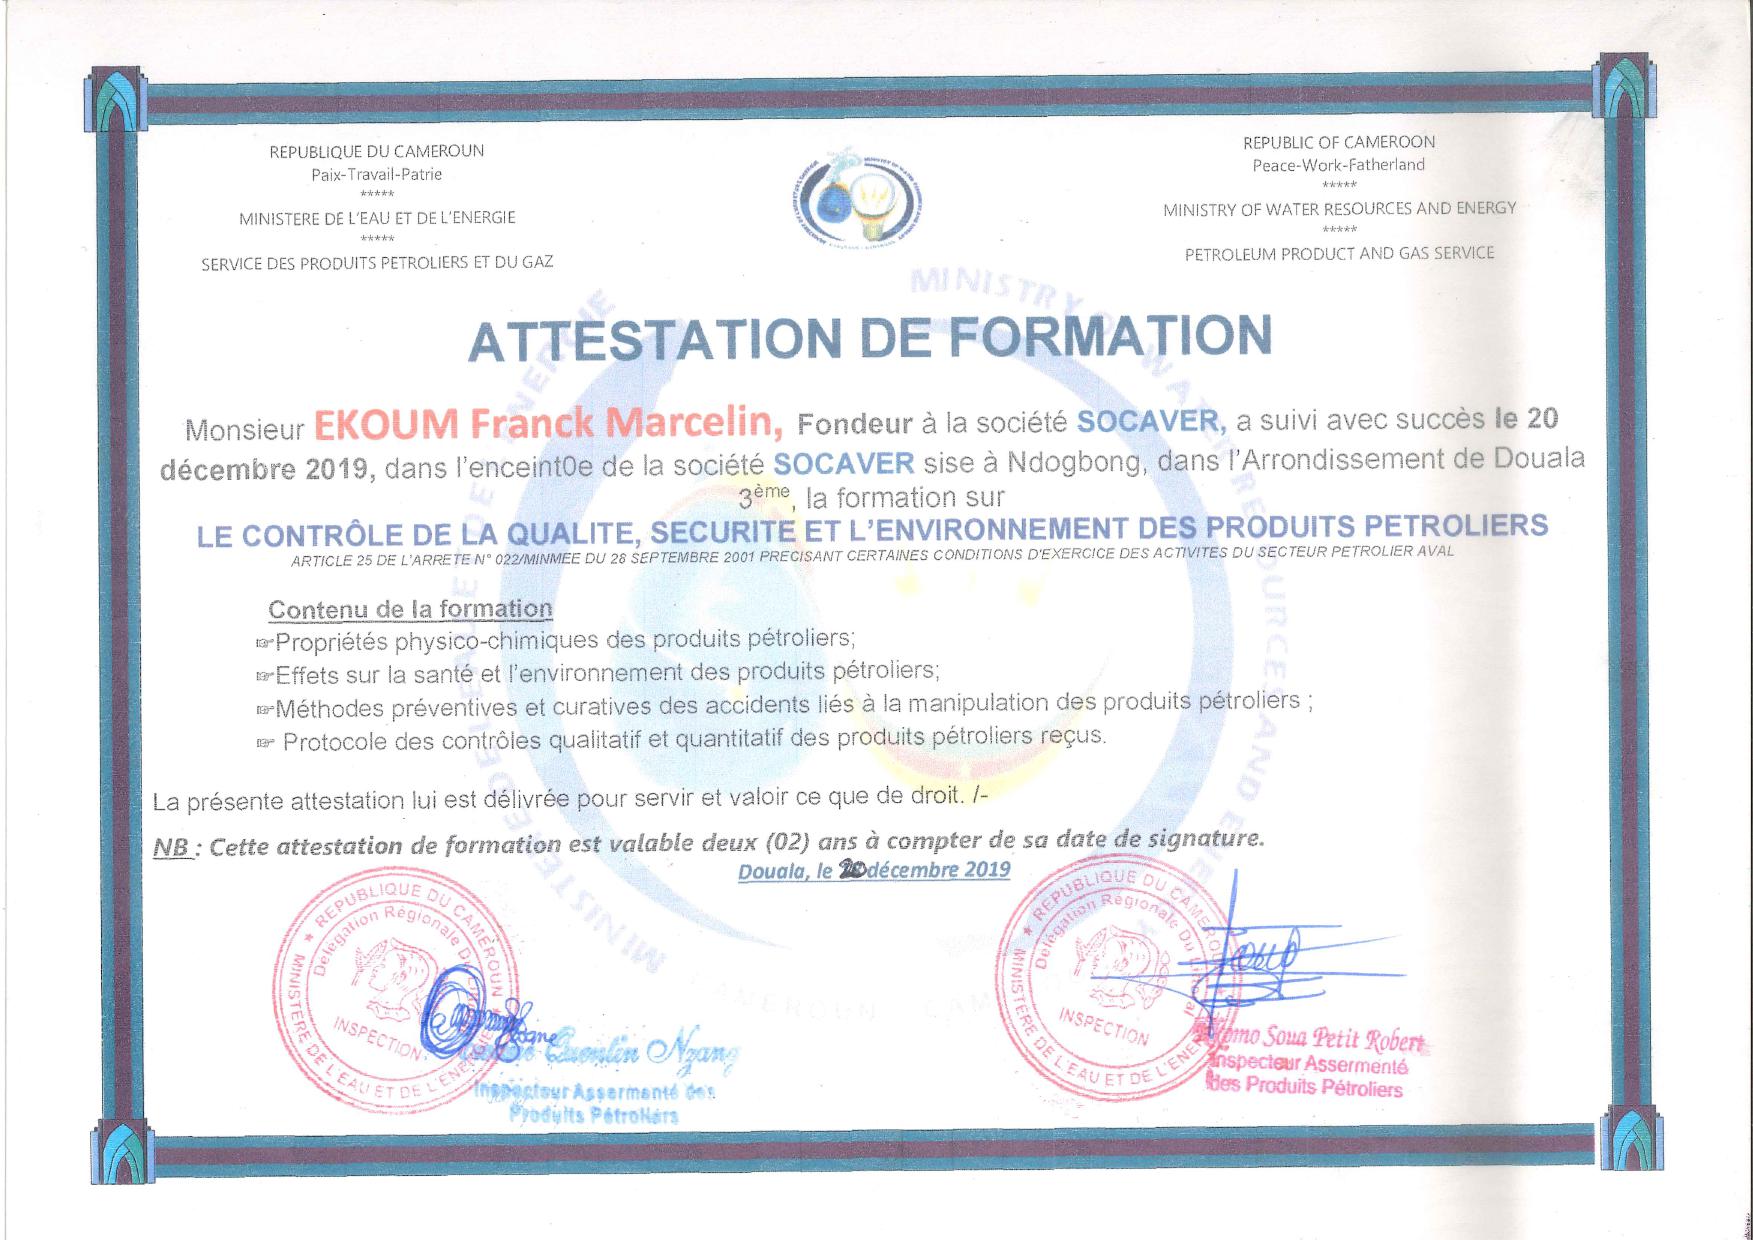 REPUBLIQUE DU CAMEROUN
Paix-Travail-Patrie
*****
MINISTERE DE L'EAU ET DE L'ENERGIE
*****
SERVICE DES PRODUITS PETROLIERS ET DU GAZ
REPUBLIC OF CAMEROON
Peace-Work-Fatherland
*****
MINISTRY OF WATER RESOURCES AND ENERGY
*****
PETROLEUM PRODUCT AND GAS SERVICE
ATTESTATION DE FORMATION
Monsieur EKOUM Franck Marcelin, Fondeur à la société SOCAVER, a suivi avec succès le 20
décembre 2019, dans l'enceint0e de la société SOCAVER sise à Ndogbong, dans l'Arrondissement de Douala
3ème, la formation sur
LE CONTRÔLE DE LA QUALITE, SECURITE ET L'ENVIRONNEMENT DES PRODUITS PETROLIERS
ARTICLE 25 DE L'ARRETE N° 022/MINMEE DU 28 SEPTEMBRE 2001 PRECISANT CERTAINES CONDITIONS D'EXERCICE DES ACTIVITES DU SECTEUR PETROLIER AVAL
Contenu de la formation
☞Propriétés physico-chimiques des produits pétroliers;
☞Effets sur la santé et l'environnement des produits pétroliers;
☞Méthodes préventives et curatives des accidents liés à la manipulation des produits pétroliers ;
☞ Protocole des contrôles qualitatif et quantitatif des produits pétroliers reçus.
La présente attestation lui est délivrée pour servir et valoir ce que de droit. /-
NB : Cette attestation de formation est valable deux (02) ans à compter de sa date de signature.
Douala, le 20 décembre 2019
REPUBLIQUE DU CAMEROUN
Délégation Régionale Du Littoral
INSPECTION
MINISTERE DE L'EAU ET DE L'ENERGIE
Quentin Nzang
Inspecteur Assermenté des
Produits Pétroliers
REPUBLIQUE DU CAMEROUN
Délégation Régionale Du Littoral
INSPECTION
MINISTERE DE L'EAU ET DE L'ENERGIE
Soua Petit Robert
Inspecteur Assermenté
des Produits Pétroliers